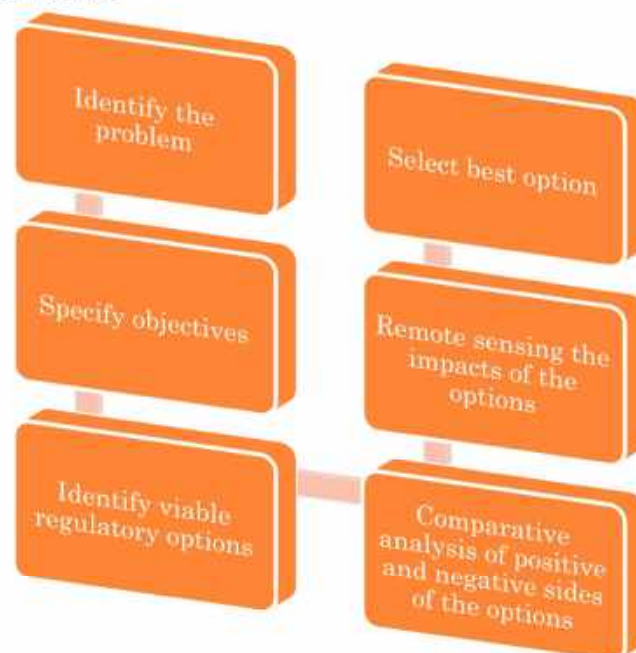 Identify the
problem
Specify objectives
Identify viable
regulatory options
Comparative
analysis of positive
and negative sides
of the options
Remote sensing the
impacts of the
options
Select best option